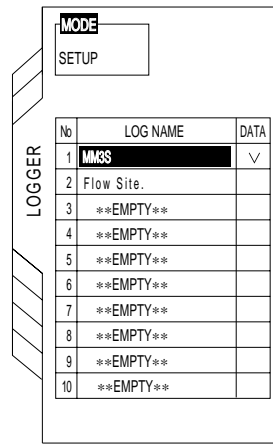 MODE
SETUP
LOGGER
No LOG NAME DATA
1 MM3S ∨
2 Flow Site.
3 **EMPTY**
4 **EMPTY**
5 **EMPTY**
6 **EMPTY**
7 **EMPTY**
8 **EMPTY**
9 **EMPTY**
10 **EMPTY**